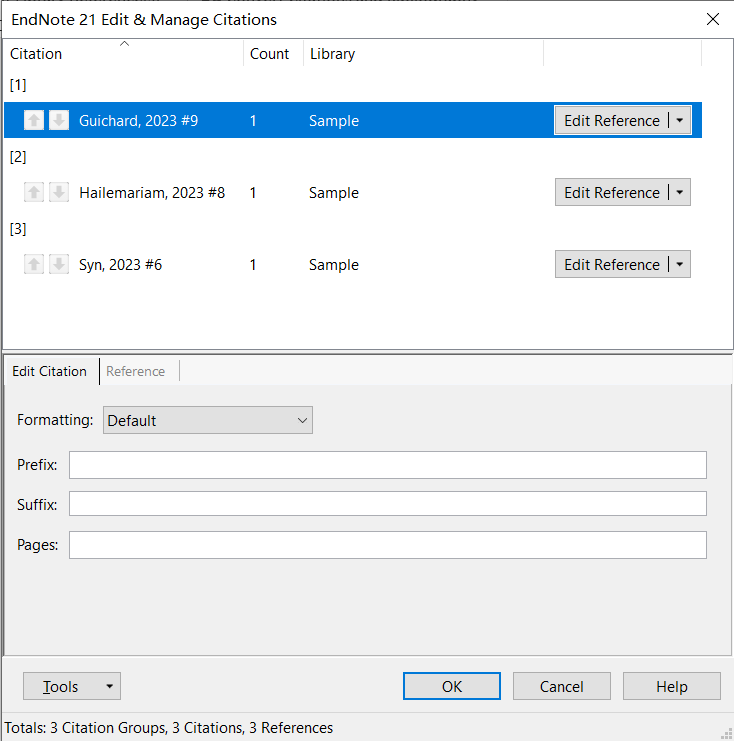 EndNote 21 Edit & Manage Citations
Citation Count Library
[1]
Guichard, 2023 #9 1 Sample Edit Reference
[2]
Hailemariam, 2023 #8 1 Sample Edit Reference
[3]
Syn, 2023 #6 1 Sample Edit Reference
Edit Citation Reference
Formatting: Default
Prefix:
Suffix:
Pages:
Tools OK Cancel Help
Totals: 3 Citation Groups, 3 Citations, 3 References